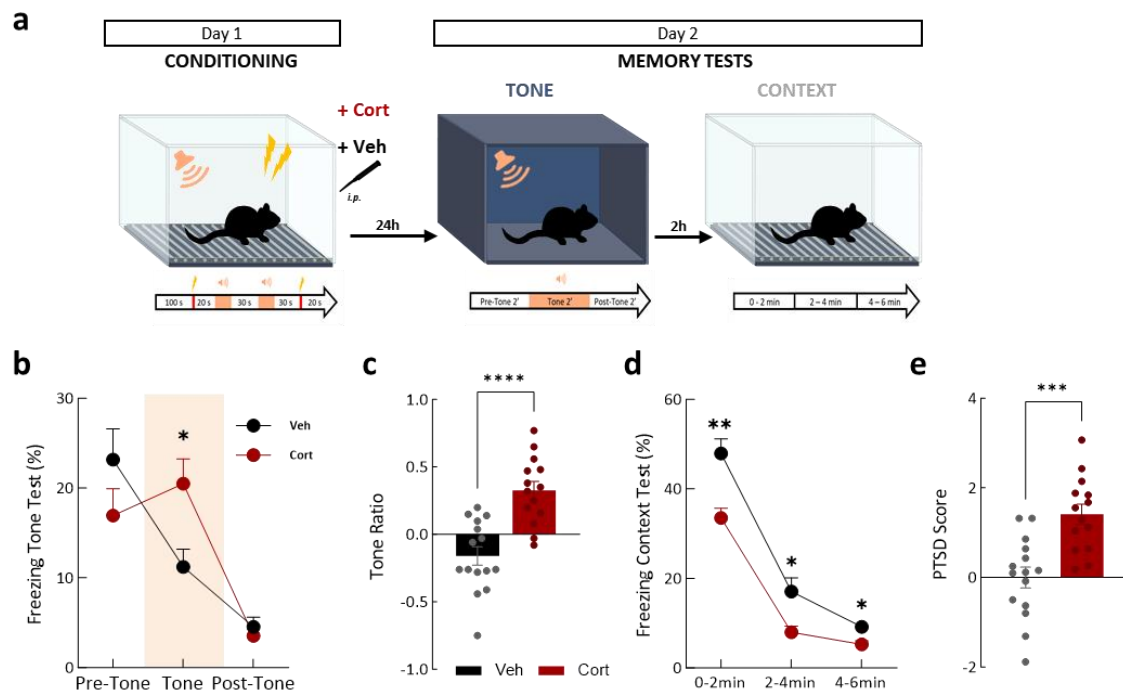 a
Day 1
Day 2
CONDITIONING
MEMORY TESTS
TONE
CONTEXT
+ Cort
+ Veh
i.p.
24h
2h
100 s 20 s 30 s 30 s 20 s
Pre-Tone 2' Tone 2' Post-Tone 2'
0 - 2 min 2 – 4 min 4 – 6 min
b
Freezing Tone Test (%)
30
20
10
0
*
Veh
Cort
Pre-Tone Tone Post-Tone
c
Tone Ratio
****
1.0
0.5
0.0
-0.5
-1.0
Veh Cort
d
Freezing Context Test (%)
60
40
20
0
**
*
*
0-2min 2-4min 4-6min
e
PTSD Score
***
4
2
0
-2